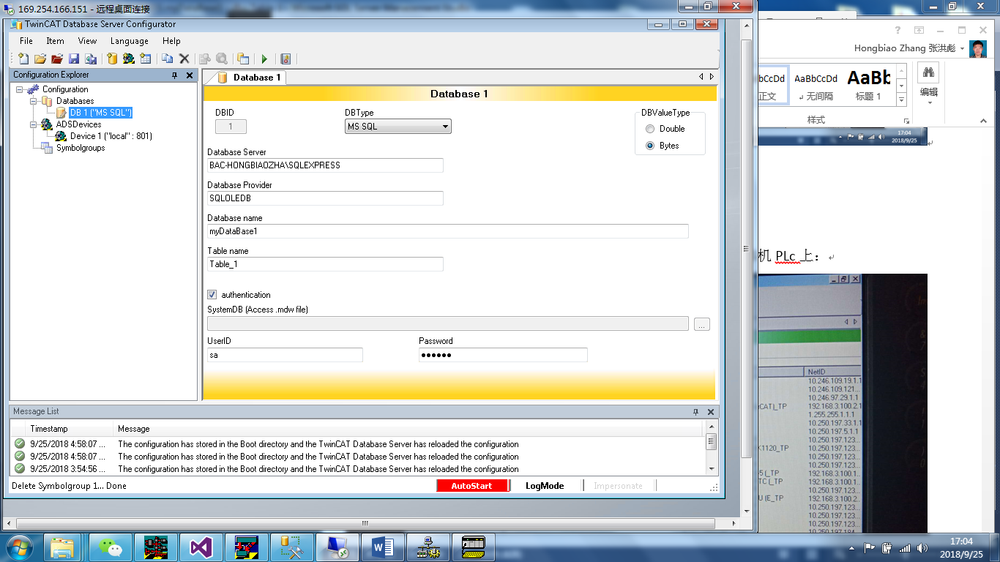 169.254.166.151 - 远程桌面连接
TwinCAT Database Server Configurator
File Item View Language Help
Configuration Explorer
Configuration
Databases
DB 1 ("MS SQL")
ADSDevices
Device 1 ("local" : 801)
Symbolgroups
Database 1
Database 1
DBID
1
DBType
MS SQL
DBValueType
Double
Bytes
Database Server
BAC-HONGBIAOZHA\SQLEXPRESS
Database Provider
SQLOLEDB
Database name
myDataBase1
Table name
Table_1
authentication
SystemDB (Access .mdw file)
...
UserID
sa
Password
••••••
Message List
Timestamp Message
9/25/2018 4:58:07 ... The configuration has stored in the Boot directory and the TwinCAT Database Server has reloaded the configuration
9/25/2018 4:58:07 ... The configuration has stored in the Boot directory and the TwinCAT Database Server has reloaded the configuration
9/25/2018 3:54:56 ... The configuration has stored in the Boot directory and the TwinCAT Database Server has reloaded the configuration
Delete Symbolgroup 1... Done
AutoStart LogMode Impersonate
Hongbiao Zhang 张洪彪
bCcDd AaBbCcDd AaBb
正文 无间隔 标题 1
编辑
样式
17:04
2018/9/25
机 PLc 上：
NetID
10.246.109.19.1.1
10.246.109.121...
10.246.97.29.1.1
CAT)_TP 192.168.3.100.2.1
1.255.255.1.1.1
10.250.197.33.1.1
10.250.197.5.1.1
10.250.197.123...
K1120_TP 10.250.197.123...
10.250.197.123...
10.250.197.123...
5 (_TP 192.168.3.100.1...
TC (_TP 192.168.3.100.1...
10.250.197.123...
U (E_TP 192.168.3.100.2...
10.250.197.123...
10.250.197.123...
10.250.197.123...
17:04
2018/9/25